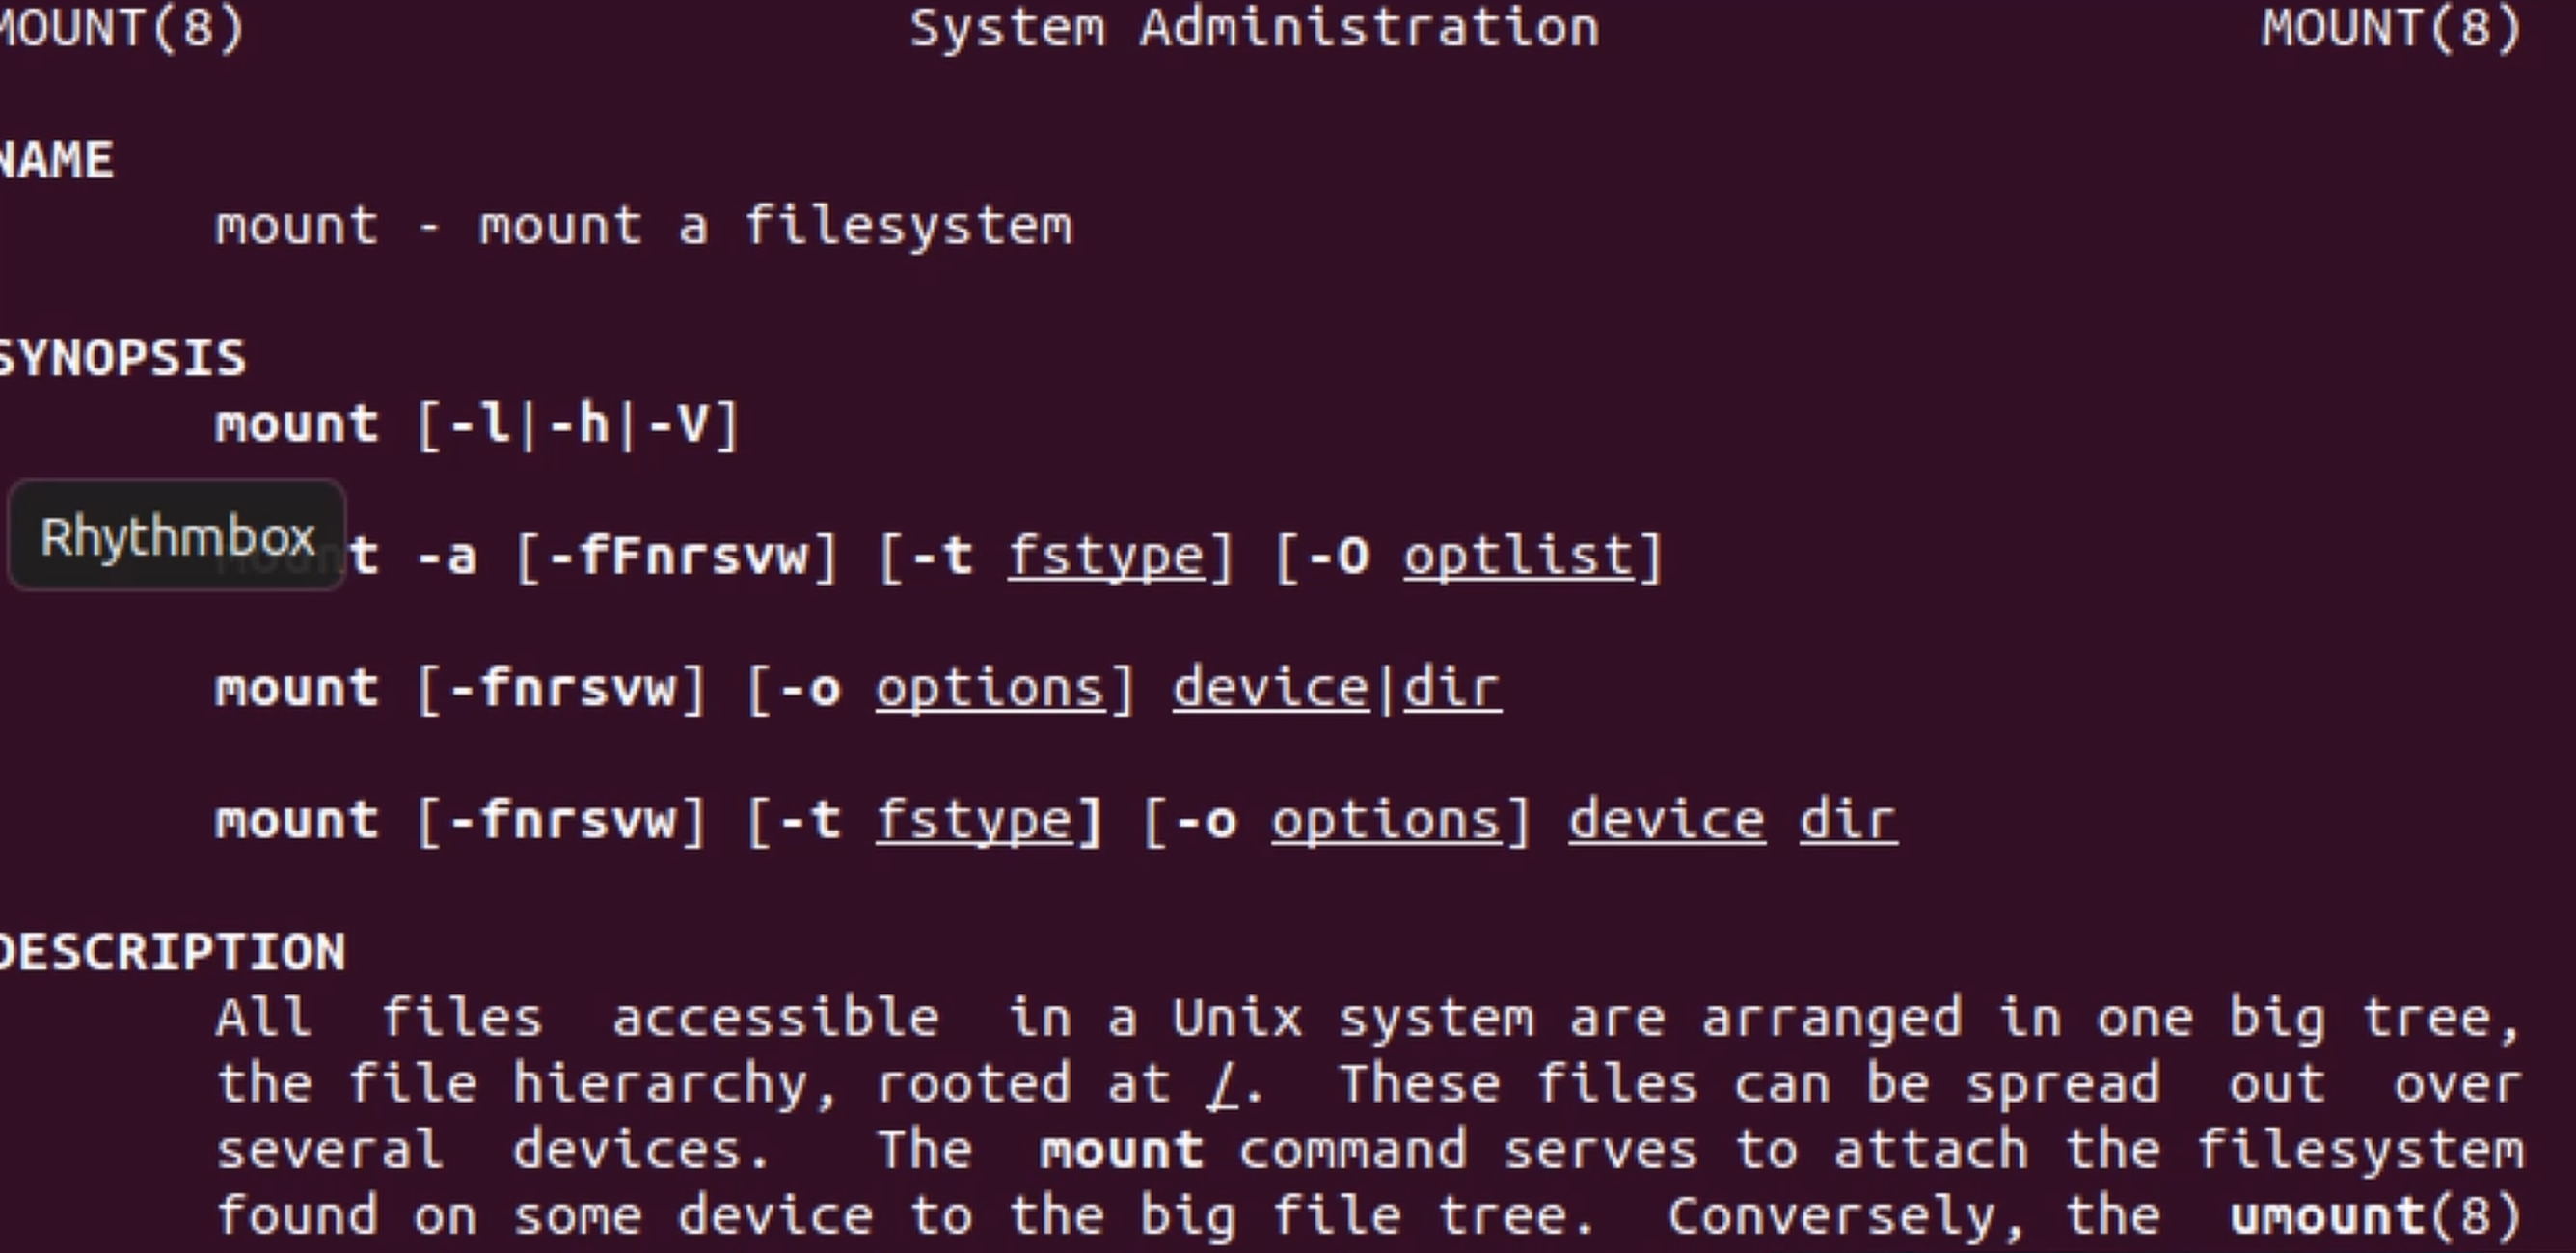 MOUNT(8) System Administration MOUNT(8)
NAME
mount - mount a filesystem
SYNOPSIS
mount [-l|-h|-V]
Rhythmbox
mount -a [-fFnrsvw] [-t fstype] [-O optlist]
mount [-fnrsvw] [-o options] device|dir
mount [-fnrsvw] [-t fstype] [-o options] device dir
DESCRIPTION
All files accessible in a Unix system are arranged in one big tree,
the file hierarchy, rooted at /. These files can be spread out over
several devices. The mount command serves to attach the filesystem
found on some device to the big file tree. Conversely, the umount(8)